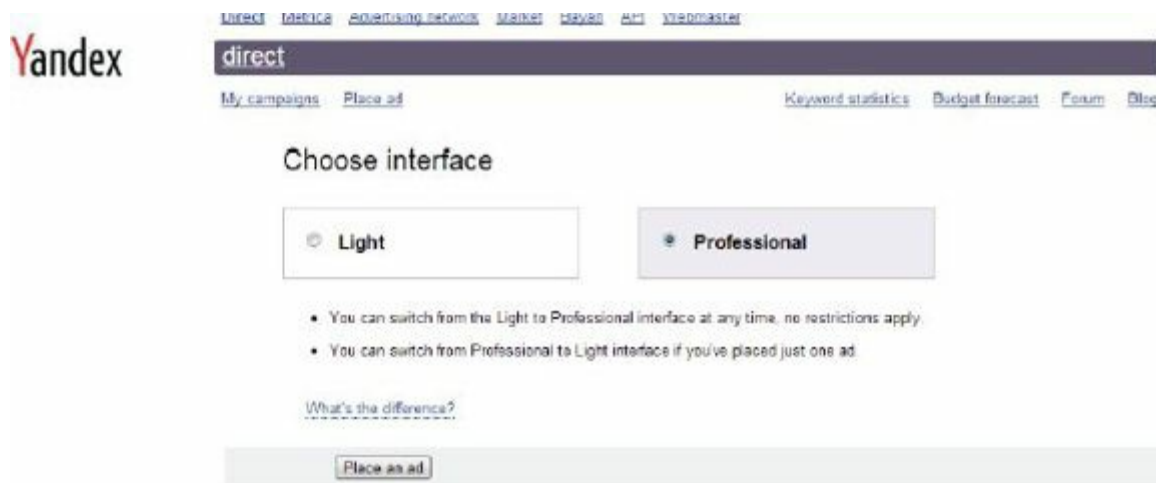 Direct Metrica Advertising network Market Bayan API Webmaster
Yandex
direct
My campaigns Place ad Keyword statistics Budget forecast Forum Blog
Choose interface
Light Professional
• You can switch from the Light to Professional interface at any time, no restrictions apply.
• You can switch from Professional to Light interface if you've placed just one ad
What's the difference?
Place an ad